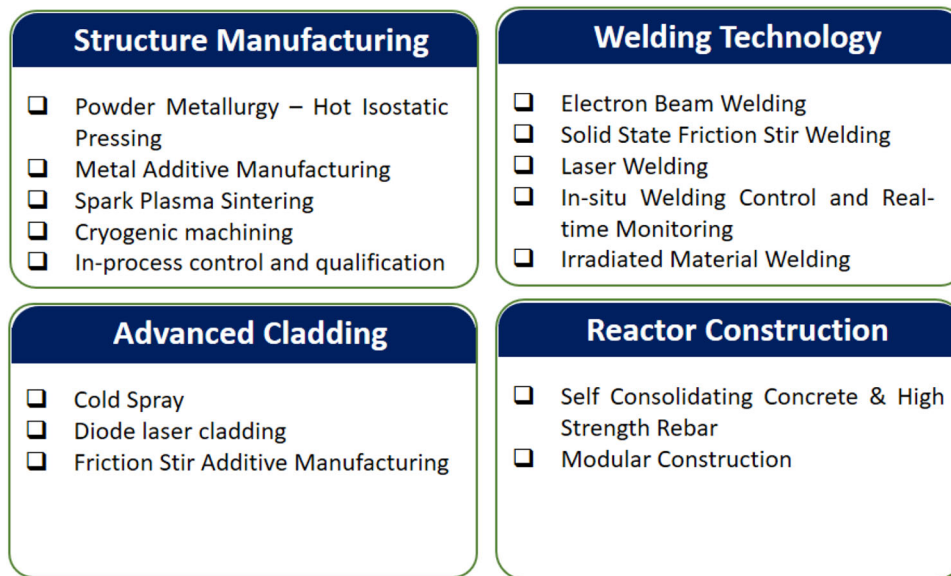 Structure Manufacturing
❑ Powder Metallurgy – Hot Isostatic
Pressing
❑ Metal Additive Manufacturing
❑ Spark Plasma Sintering
❑ Cryogenic machining
❑ In-process control and qualification
Welding Technology
❑ Electron Beam Welding
❑ Solid State Friction Stir Welding
❑ Laser Welding
❑ In-situ Welding Control and Real-
time Monitoring
❑ Irradiated Material Welding
Advanced Cladding
❑ Cold Spray
❑ Diode laser cladding
❑ Friction Stir Additive Manufacturing
Reactor Construction
❑ Self Consolidating Concrete & High
Strength Rebar
❑ Modular Construction